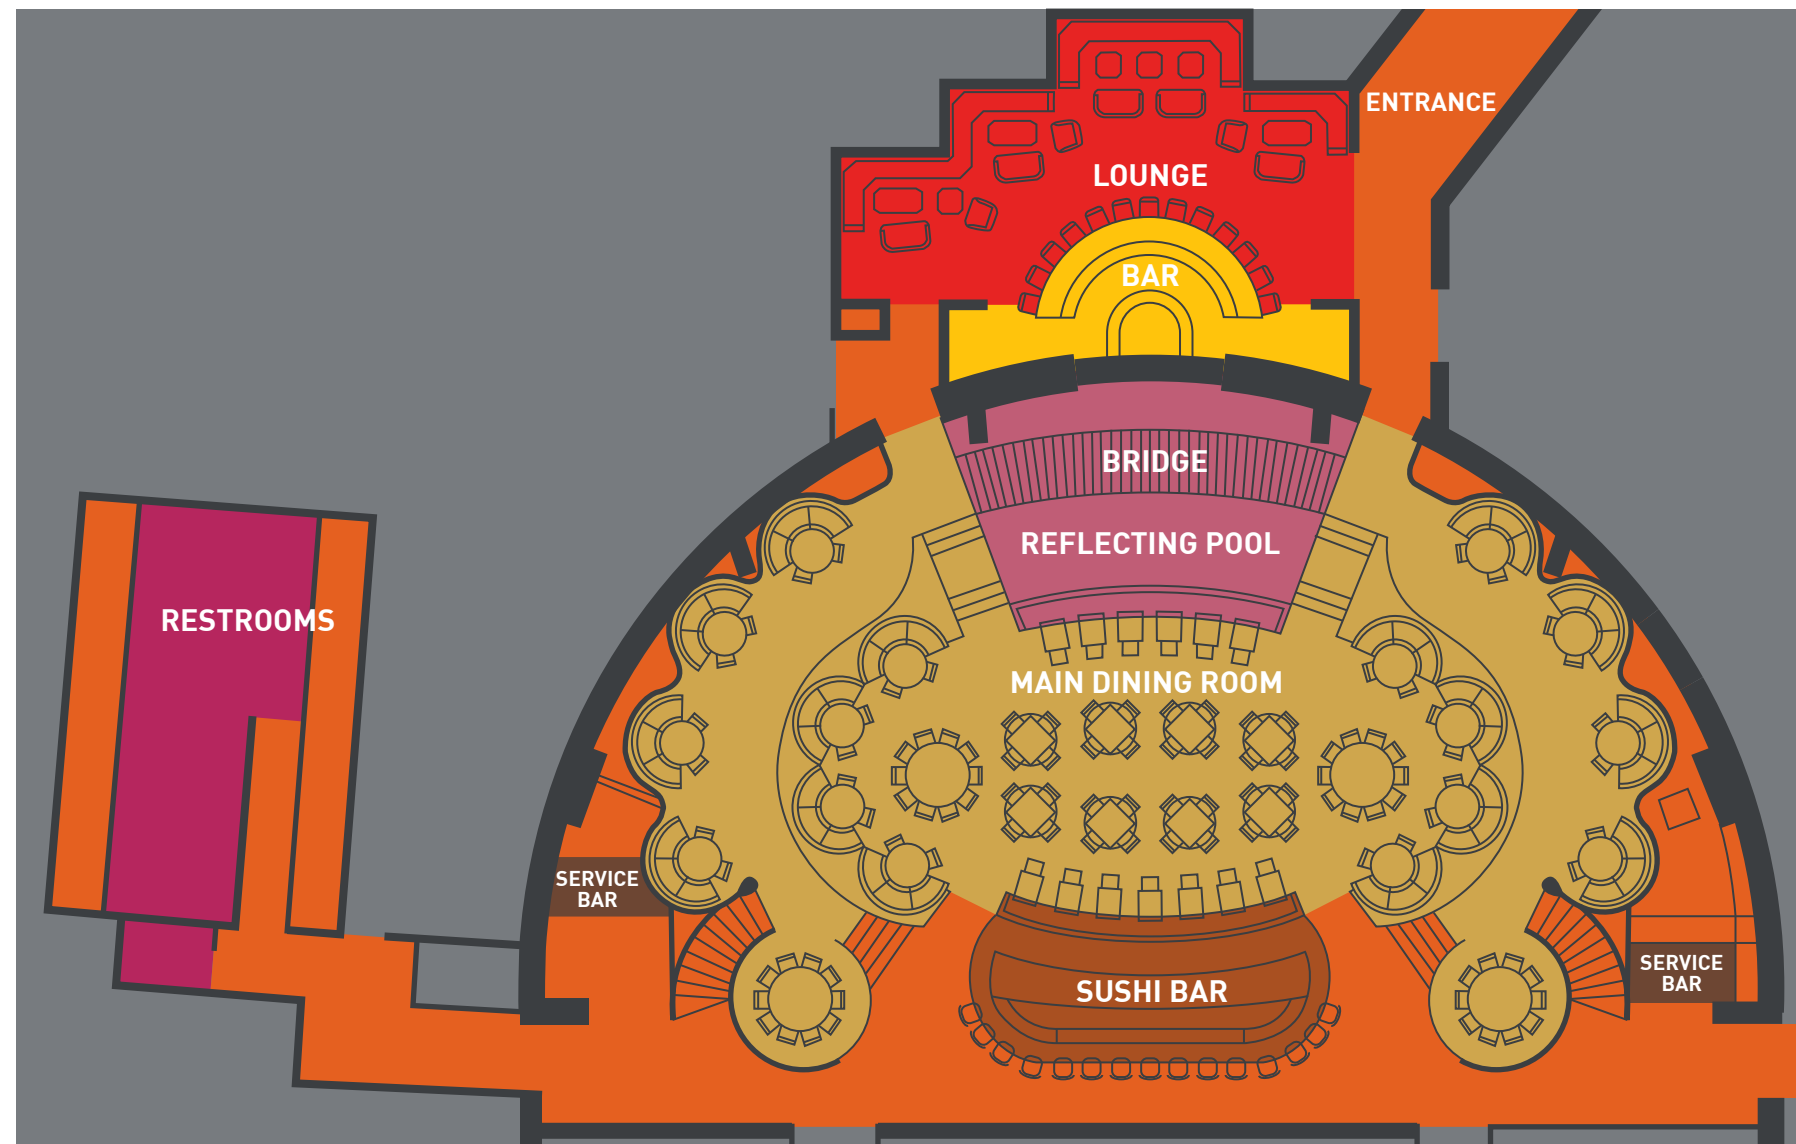 ENTRANCE
LOUNGE
BAR
BRIDGE
REFLECTING POOL
RESTROOMS
MAIN DINING ROOM
SERVICE
BAR
SERVICE
BAR
SUSHI BAR